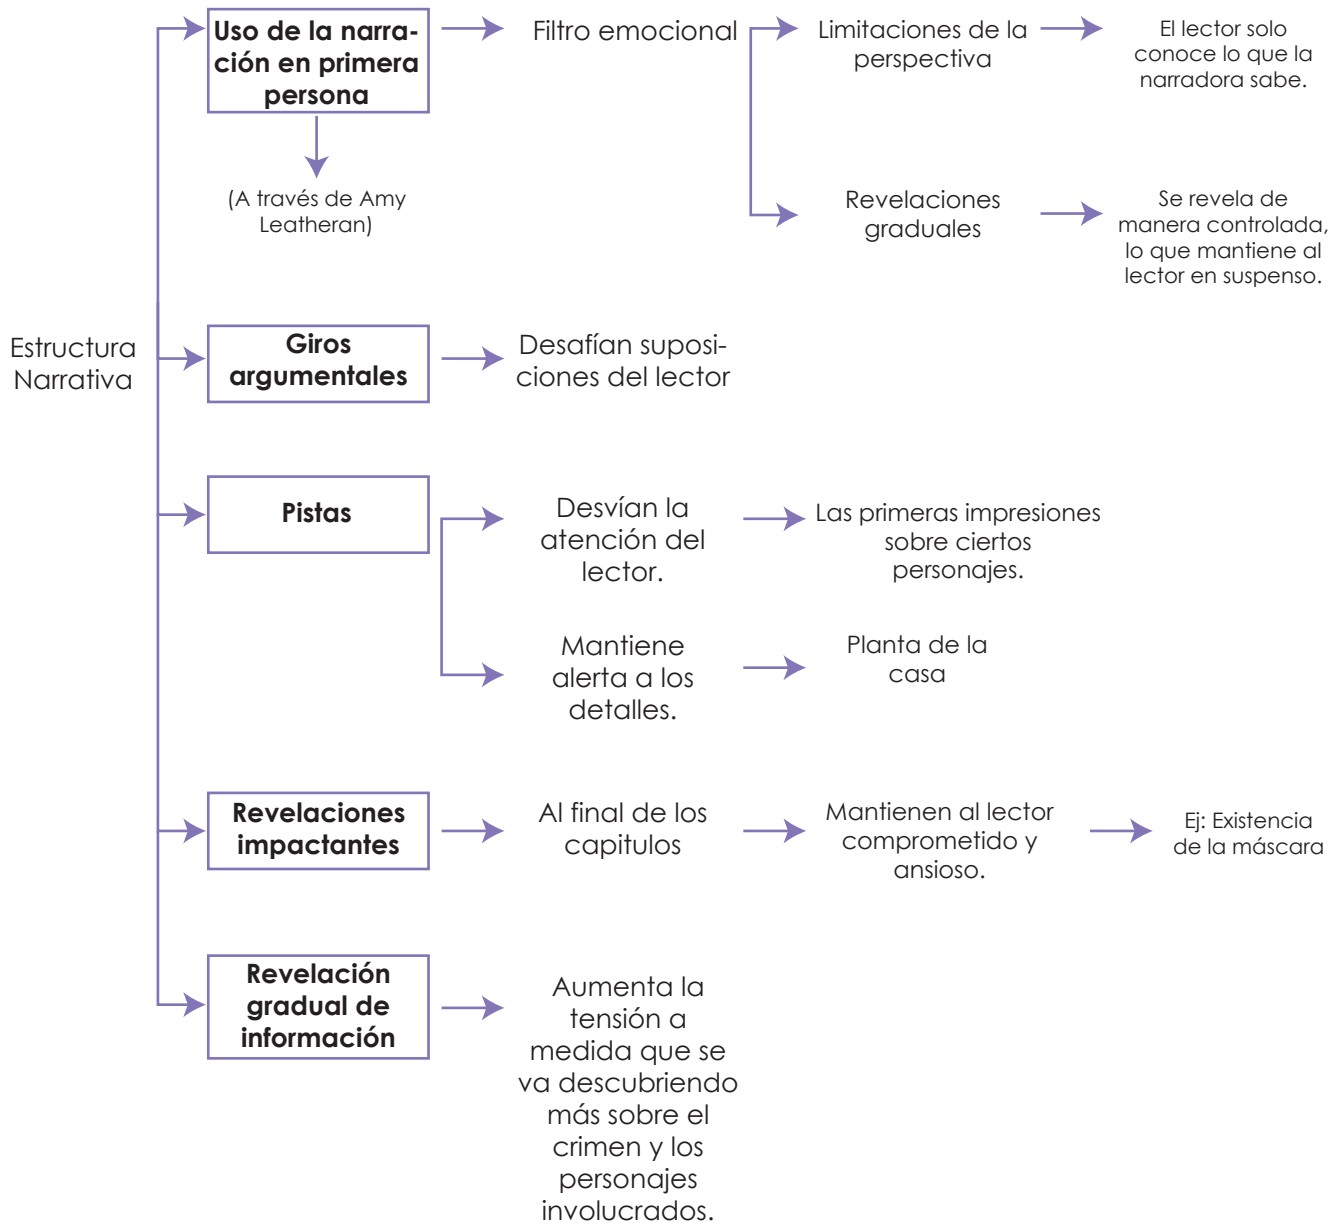 Estructura
Narrativa
Uso de la narra-
ción en primera
persona
(A través de Amy
Leatheran)
Filtro emocional
Limitaciones de la
perspectiva
El lector solo
conoce lo que la
narradora sabe.
Revelaciones
graduales
Se revela de
manera controlada,
lo que mantiene al
lector en suspenso.
Giros
argumentales
Desafían suposi-
ciones del lector
Pistas
Desvían la
atención del
lector.
Las primeras impresiones
sobre ciertos
personajes.
Mantiene
alerta a los
detalles.
Planta de la
casa
Revelaciones
impactantes
Al final de los
capitulos
Mantienen al lector
comprometido y
ansioso.
Ej: Existencia
de la máscara
Revelación
gradual de
información
Aumenta la
tensión a
medida que se
va descubriendo
más sobre el
crimen y los
personajes
involucrados.